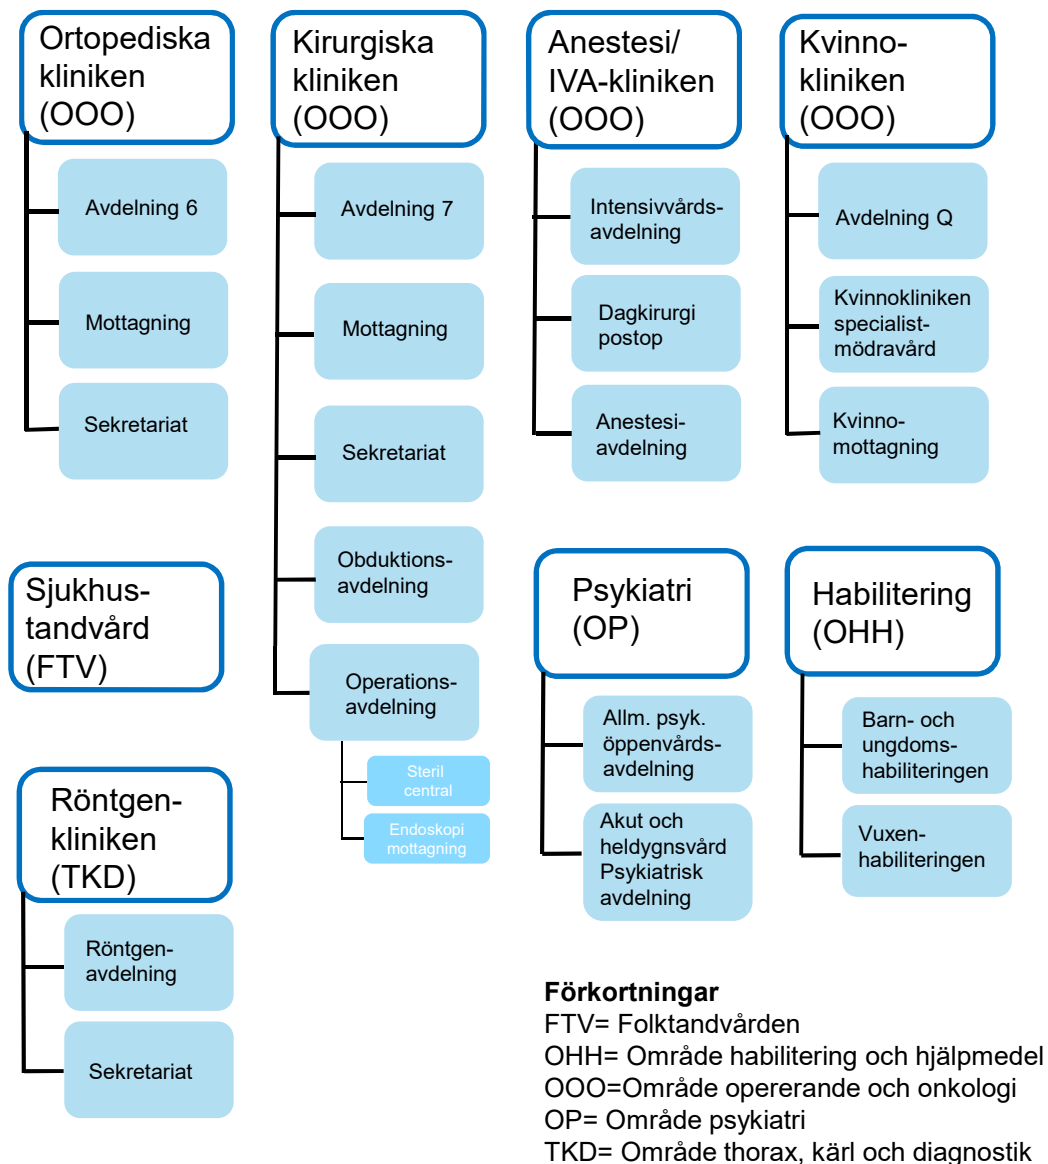 Ortopediska
kliniken
(OOO)
Avdelning 6
Mottagning
Sekretariat
Kirurgiska
kliniken
(OOO)
Avdelning 7
Mottagning
Sekretariat
Obduktions-
avdelning
Operations-
avdelning
Steril
central
Endoskopi
mottagning
Anestesi/
IVA-kliniken
(OOO)
Intensivvårds-
avdelning
Dagkirurgi
postop
Anestesi-
avdelning
Kvinno-
kliniken
(OOO)
Avdelning Q
Kvinnokliniken
specialist-
mödravård
Kvinno-
mottagning
Sjukhus-
tandvård
(FTV)
Röntgen-
kliniken
(TKD)
Röntgen-
avdelning
Sekretariat
Psykiatri
(OP)
Allm. psyk.
öppenvårds-
avdelning
Akut och
heldygnsvård
Psykiatrisk
avdelning
Habilitering
(OHH)
Barn- och
ungdoms-
habiliteringen
Vuxen-
habiliteringen
Förkortningar
FTV= Folktandvården
OHH= Område habilitering och hjälpmedel
OOO=Område opererande och onkologi
OP= Område psykiatri
TKD= Område thorax, kärl och diagnostik